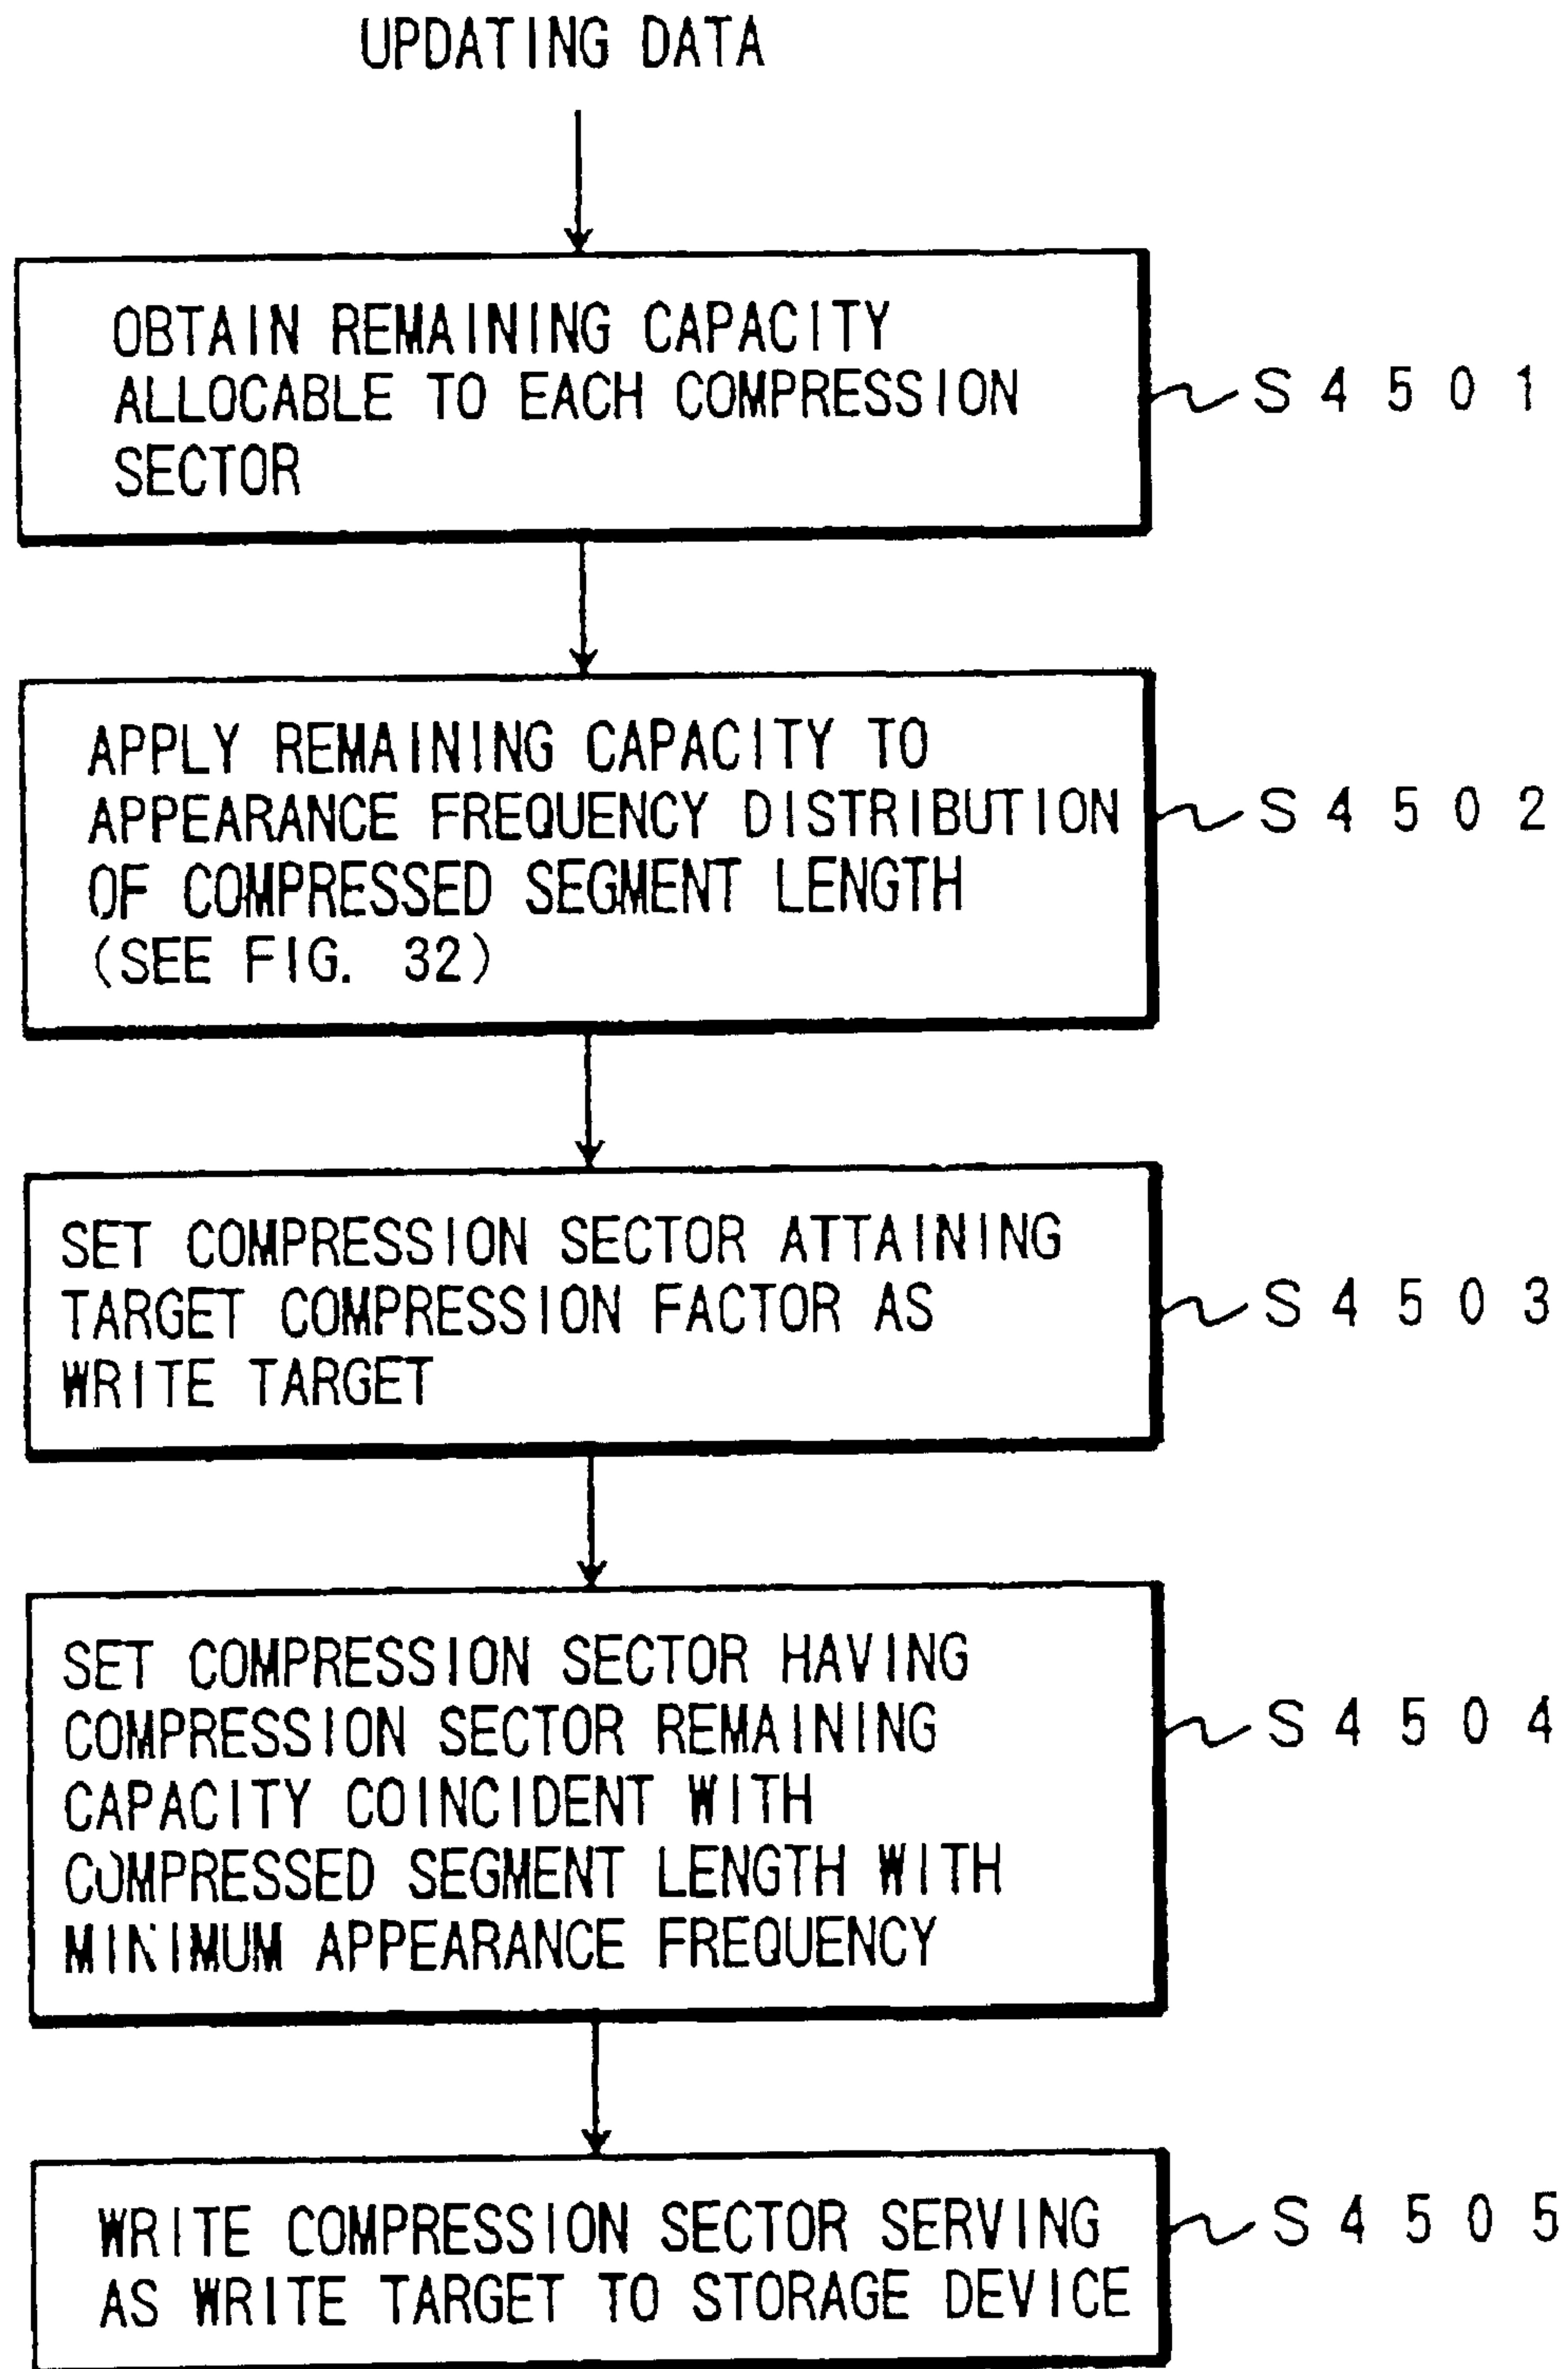 UPDATING DATA
OBTAIN REMAINING CAPACITY
ALLOCABLE TO EACH COMPRESSION
SECTOR
S4501
APPLY REMAINING CAPACITY TO
APPEARANCE FREQUENCY DISTRIBUTION
OF COMPRESSED SEGMENT LENGTH
(SEE FIG. 32)
S4502
SET COMPRESSION SECTOR ATTAINING
TARGET COMPRESSION FACTOR AS
WRITE TARGET
S4503
SET COMPRESSION SECTOR HAVING
COMPRESSION SECTOR REMAINING
CAPACITY COINCIDENT WITH
COMPRESSED SEGMENT LENGTH WITH
MINIMUM APPEARANCE FREQUENCY
S4504
WRITE COMPRESSION SECTOR SERVING
AS WRITE TARGET TO STORAGE DEVICE
S4505